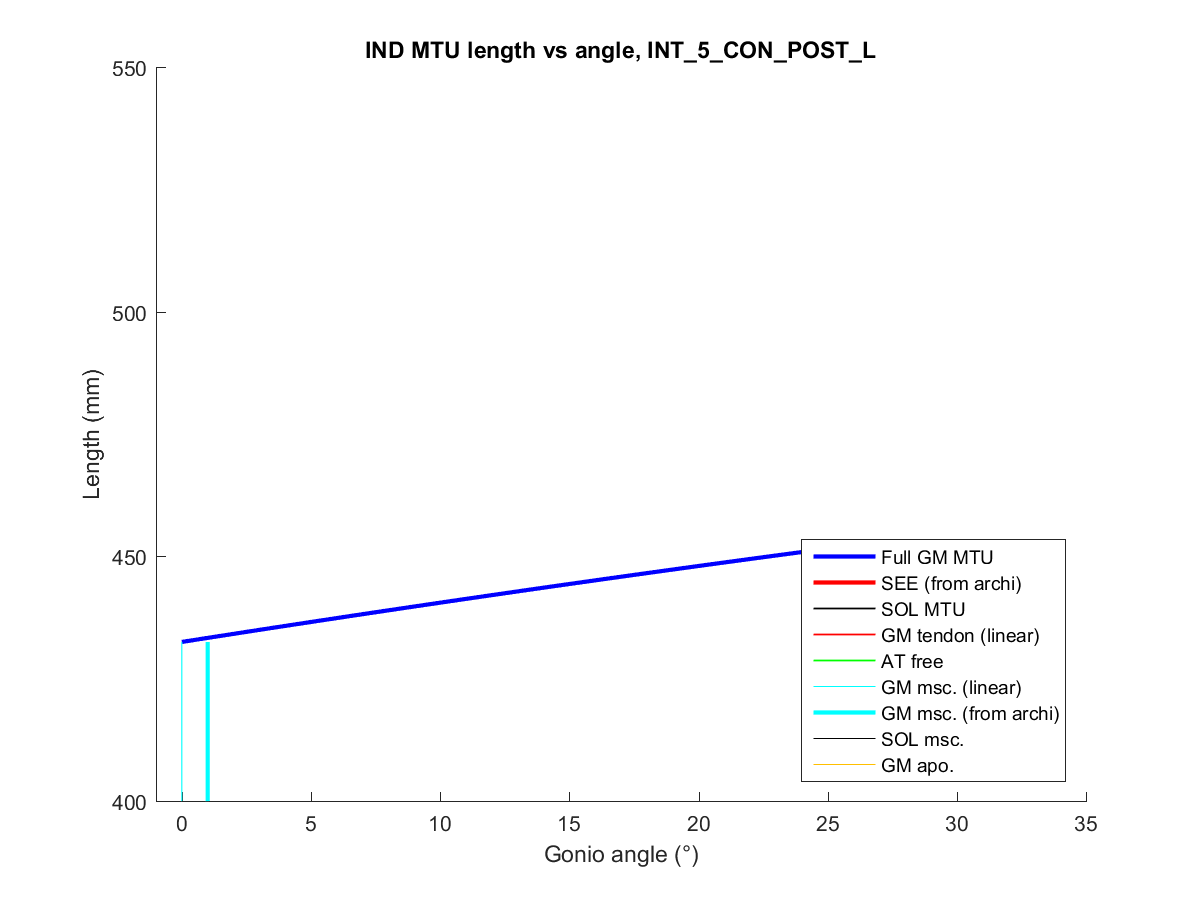 IND MTU length vs angle, INT_5_CON_POST_L
550
500
450
400
Length (mm)
0 5 10 15 20 25 30 35
Gonio angle (°)
Full GM MTU
SEE (from archi)
SOL MTU
GM tendon (linear)
AT free
GM msc. (linear)
GM msc. (from archi)
SOL msc.
GM apo.